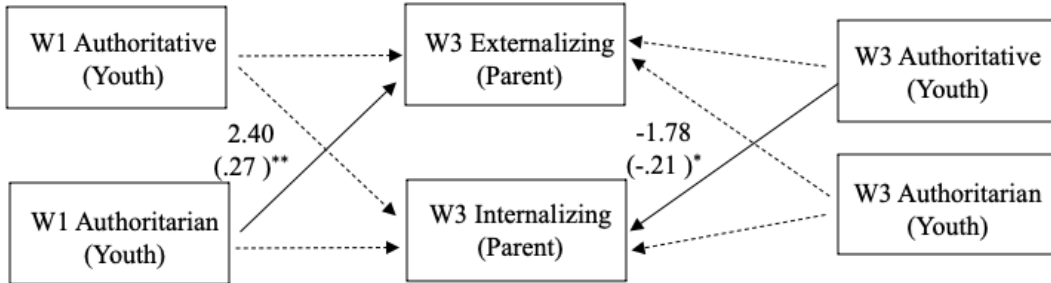 W1 Authoritative
(Youth)
W3 Externalizing
(Parent)
W3 Authoritative
(Youth)
2.40
(.27 )**
-1.78
(-.21 )*
W1 Authoritarian
(Youth)
W3 Internalizing
(Parent)
W3 Authoritarian
(Youth)